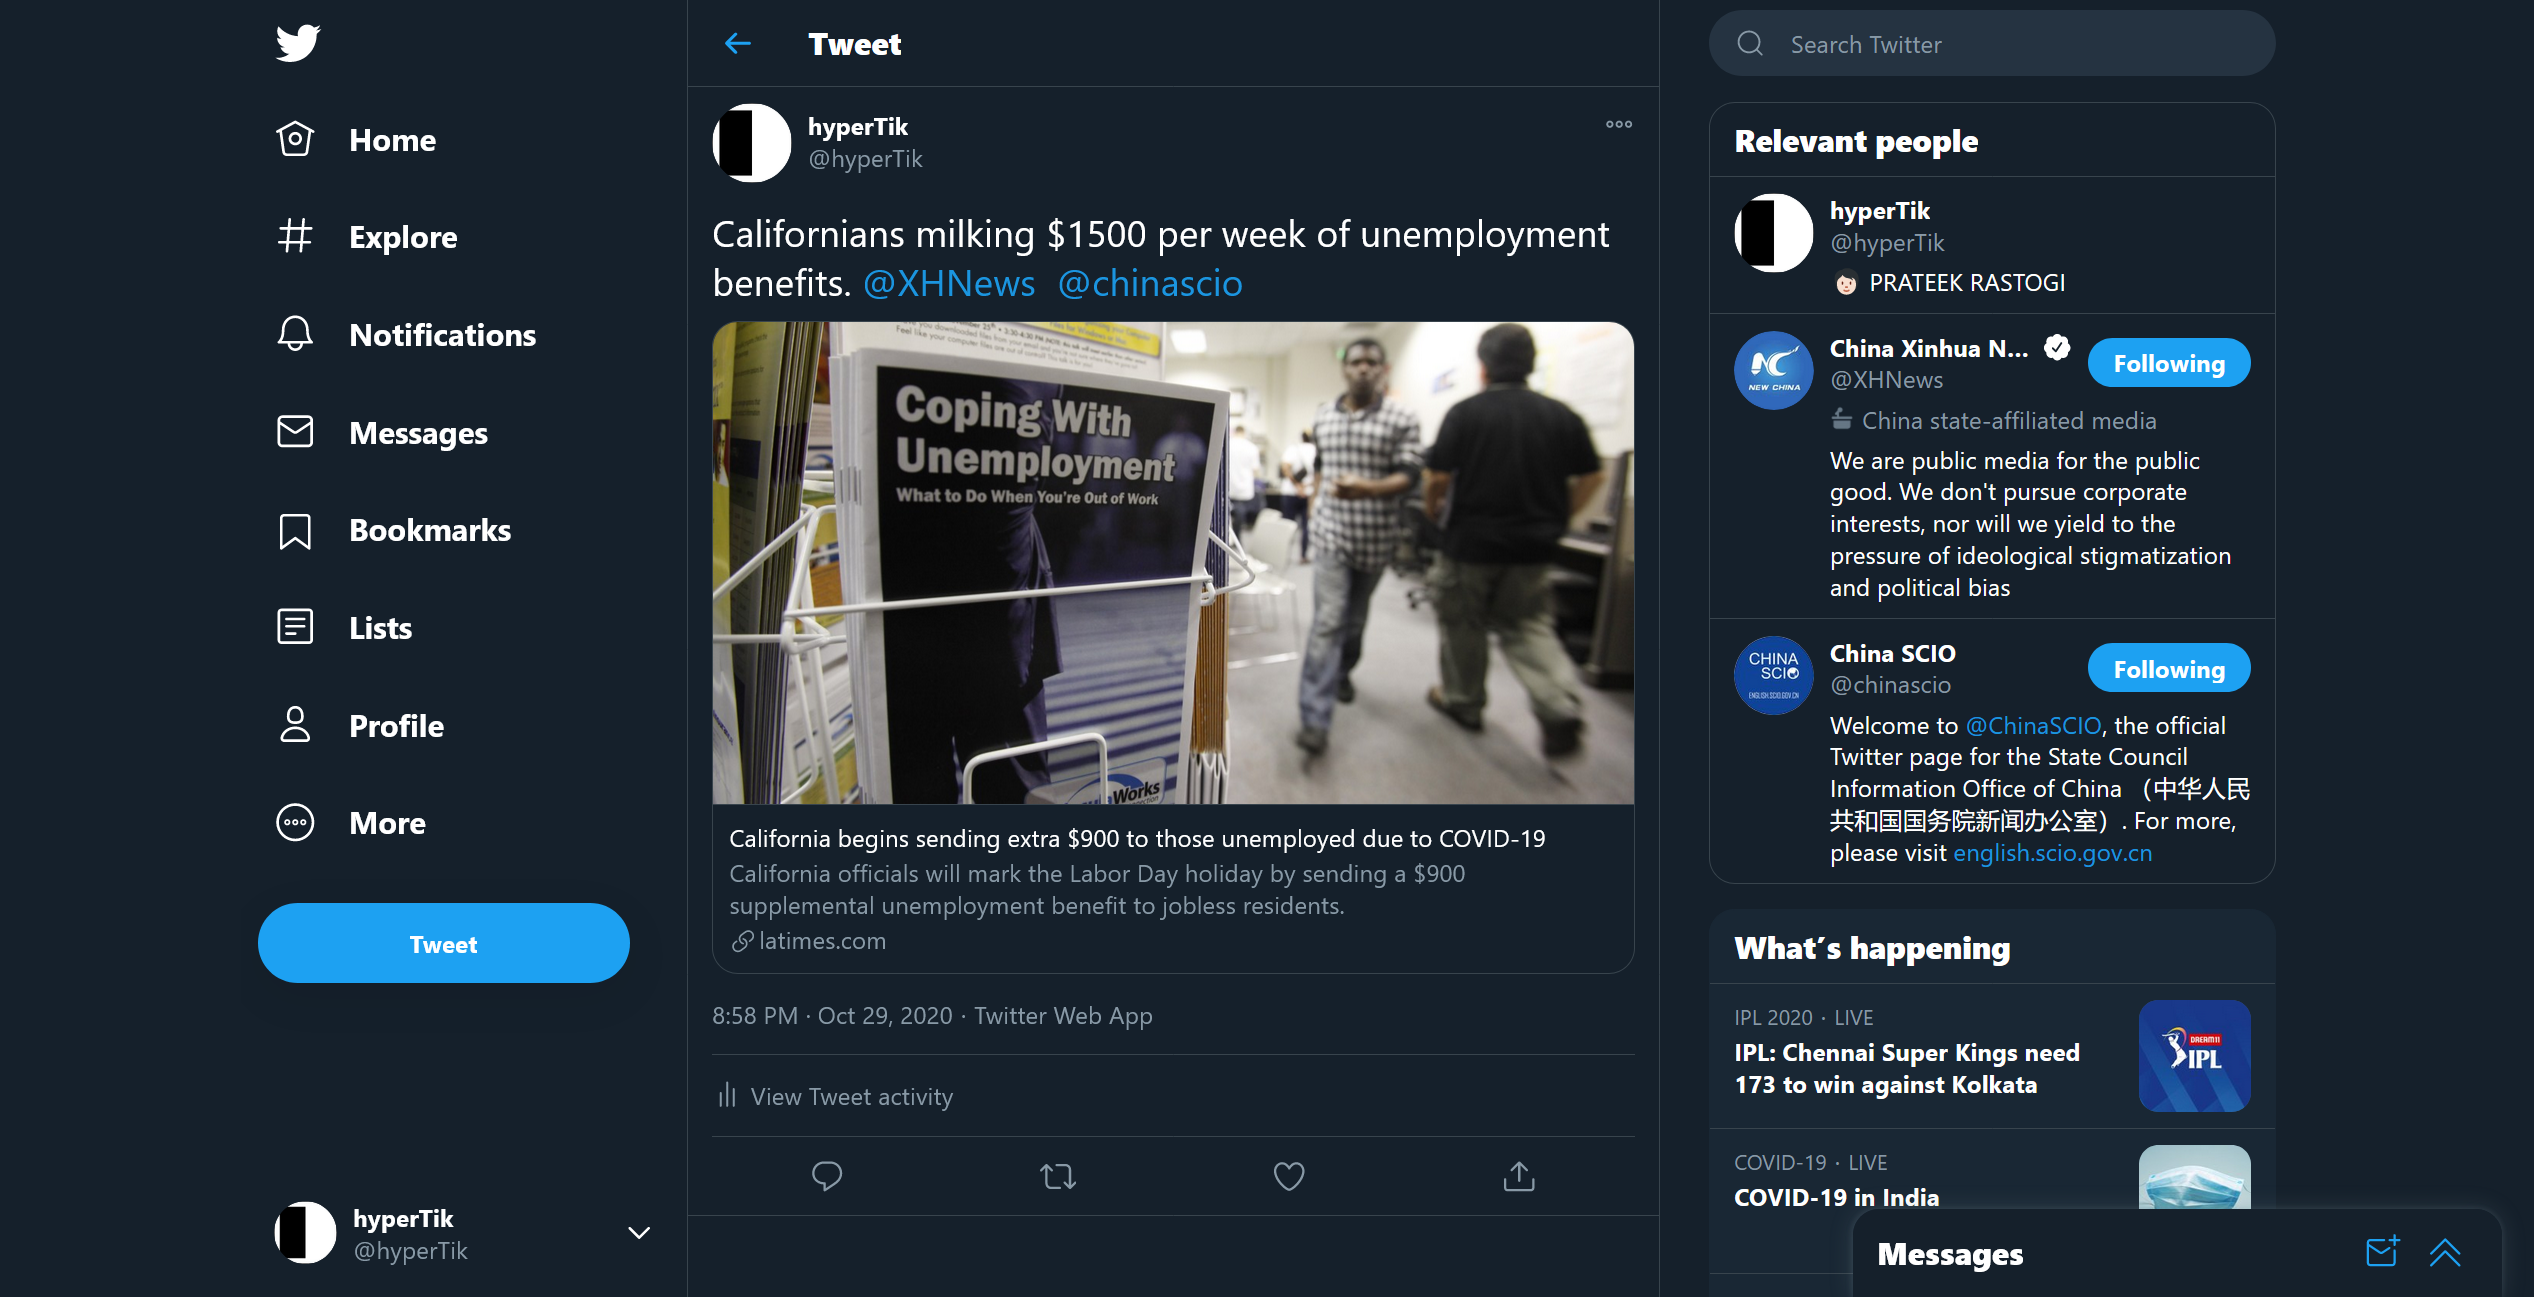 Home
Explore
Notifications
Messages
Bookmarks
Lists
Profile
More
Tweet
hyperTik
@hyperTik
Tweet
hyperTik
@hyperTik
Californians milking $1500 per week of unemployment
benefits. @XHNews @chinascio
Coping With
Unemployment
What to Do When You're Out of Work
Works
California begins sending extra $900 to those unemployed due to COVID-19
California officials will mark the Labor Day holiday by sending a $900
supplemental unemployment benefit to jobless residents.
latimes.com
8:58 PM · Oct 29, 2020 · Twitter Web App
View Tweet activity
Search Twitter
Relevant people
hyperTik
@hyperTik
PRATEEK RASTOGI
NEW CHINA
China Xinhua N...
@XHNews
Following
China state-affiliated media
We are public media for the public
good. We don't pursue corporate
interests, nor will we yield to the
pressure of ideological stigmatization
and political bias
CHINA
SCIO
ENGLISH.SCIO.GOV.CN
China SCIO
@chinascio
Following
Welcome to @ChinaSCIO, the official
Twitter page for the State Council
Information Office of China （中华人民
共和国国务院新闻办公室）. For more,
please visit english.scio.gov.cn
What's happening
IPL 2020 · LIVE
IPL: Chennai Super Kings need
173 to win against Kolkata
DREAM11
IPL
COVID-19 · LIVE
COVID-19 in India
Messages